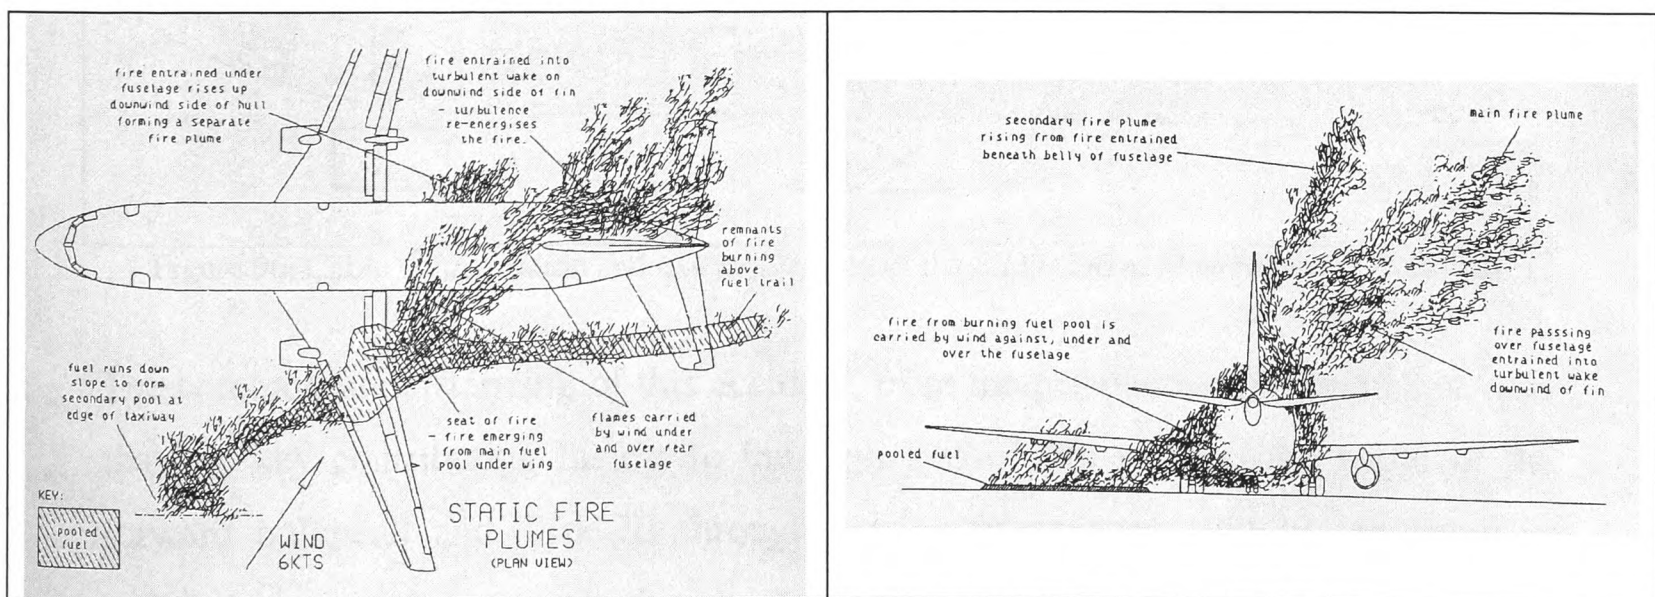 fire entrained under
fuselage rises up
downwind side of hull
forming a separate
fire plume
fire entrained into
turbulent wake on
downwind side of fin
- turbulence
re-energises
the fire.
remnants
of fire
burning
above
fuel trail
fuel runs down
slope to form
secondary pool at
edge of taxiway
seat of fire
- fire emerging
from main fuel
pool under wing
flames carried
by wind under
and over rear
fuselage
KEY:
pooled
fuel
WIND
6KTS
STATIC FIRE
PLUMES
(PLAN VIEW)
secondary fire plume
rising from fire entrained
beneath belly of fuselage
main fire plume
fire from burning fuel pool is
carried by wind against, under and
over the fuselage
fire passsing
over fuselage
entrained into
turbulent wake
downwind of fin
pooled fuel